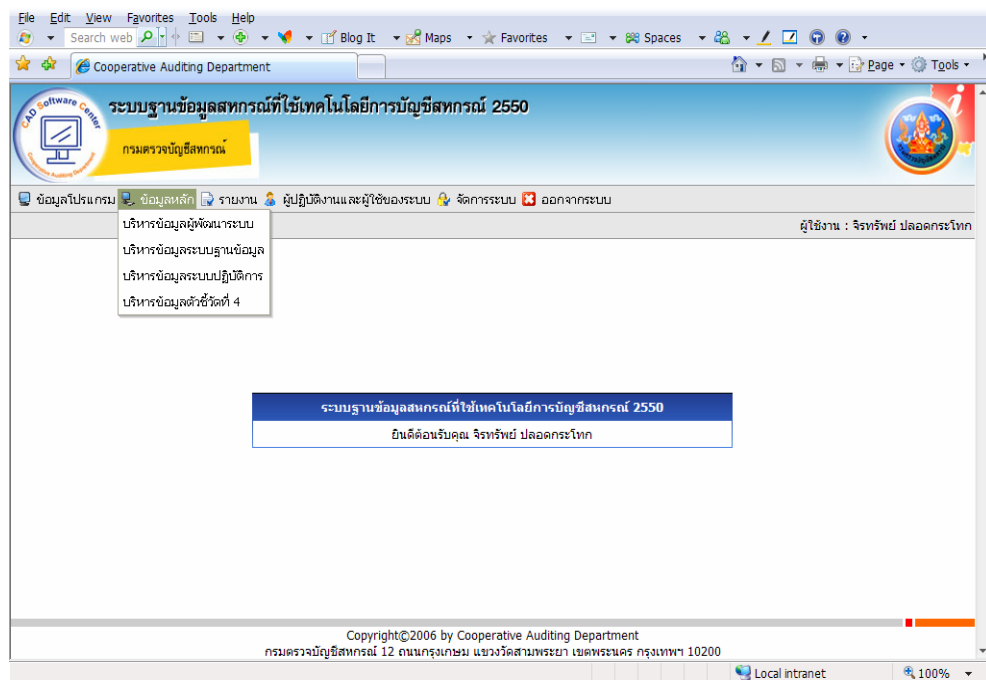 File Edit View Favorites Tools Help
Search web Blog It Maps Favorites Spaces
Cooperative Auditing Department Page Tools
CAD Software Center ระบบฐานข้อมูลสหกรณ์ที่ใช้เทคโนโลยีการบัญชีสหกรณ์ 2550
กรมตรวจบัญชีสหกรณ์
Cooperative Auditing Department
ข้อมูลโปรแกรม ข้อมูลหลัก รายงาน ผู้ปฏิบัติงานและผู้ใช้ของระบบ จัดการระบบ ออกจากระบบ
บริหารข้อมูลผู้พัฒนาระบบ
ผู้ใช้งาน : จิรทรัพย์ ปลอดกระโทก
บริหารข้อมูลระบบฐานข้อมูล
บริหารข้อมูลระบบปฏิบัติการ
บริหารข้อมูลตัวชี้วัดที่ 4
ระบบฐานข้อมูลสหกรณ์ที่ใช้เทคโนโลยีการบัญชีสหกรณ์ 2550
ยินดีต้อนรับคุณ จิรทรัพย์ ปลอดกระโทก
Copyright©2006 by Cooperative Auditing Department
กรมตรวจบัญชีสหกรณ์ 12 ถนนกรุงเกษม แขวงวัดสามพระยา เขตพระนคร กรุงเทพฯ 10200
Local intranet 100%